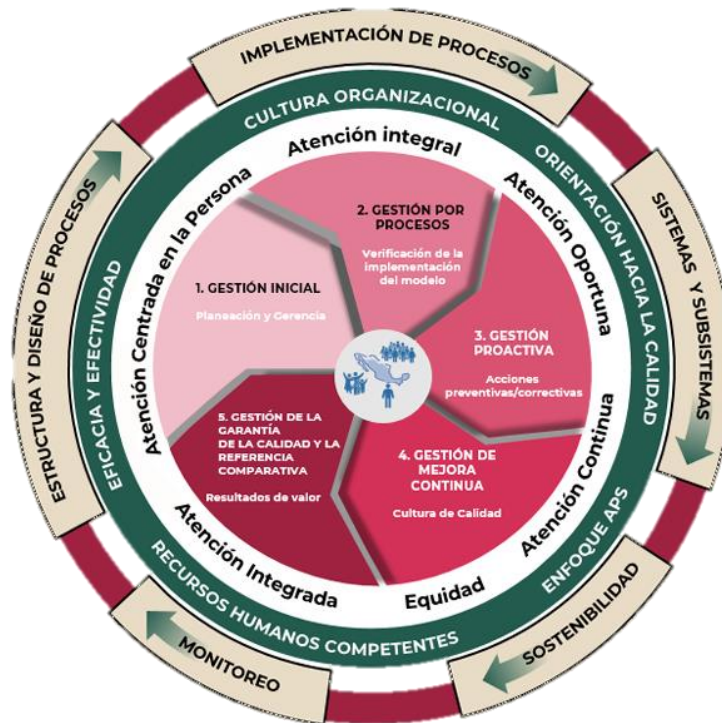 IMPLEMENTACIÓN DE PROCESOS
SISTEMAS Y SUBSISTEMAS
SOSTENIBILIDAD
MONITOREO
ESTRUCTURA Y DISEÑO DE PROCESOS
CULTURA ORGANIZACIONAL
ORIENTACIÓN HACIA LA CALIDAD
ENFOQUE APS
RECURSOS HUMANOS COMPETENTES
EFICACIA Y EFECTIVIDAD
Atención integral
Atención Oportuna
Atención Continua
Equidad
Atención Integrada
Atención Centrada en la Persona
1. GESTIÓN INICIAL
Planeación y Gerencia
2. GESTIÓN POR
PROCESOS
Verificación de la
implementación
del modelo
3. GESTIÓN
PROACTIVA
Acciones
preventivas/correctivas
4. GESTIÓN DE
MEJORA
CONTINUA
Cultura de Calidad
5. GESTIÓN DE LA
GARANTÍA
DE LA CALIDAD Y LA
REFERENCIA
COMPARATIVA
Resultados de valor